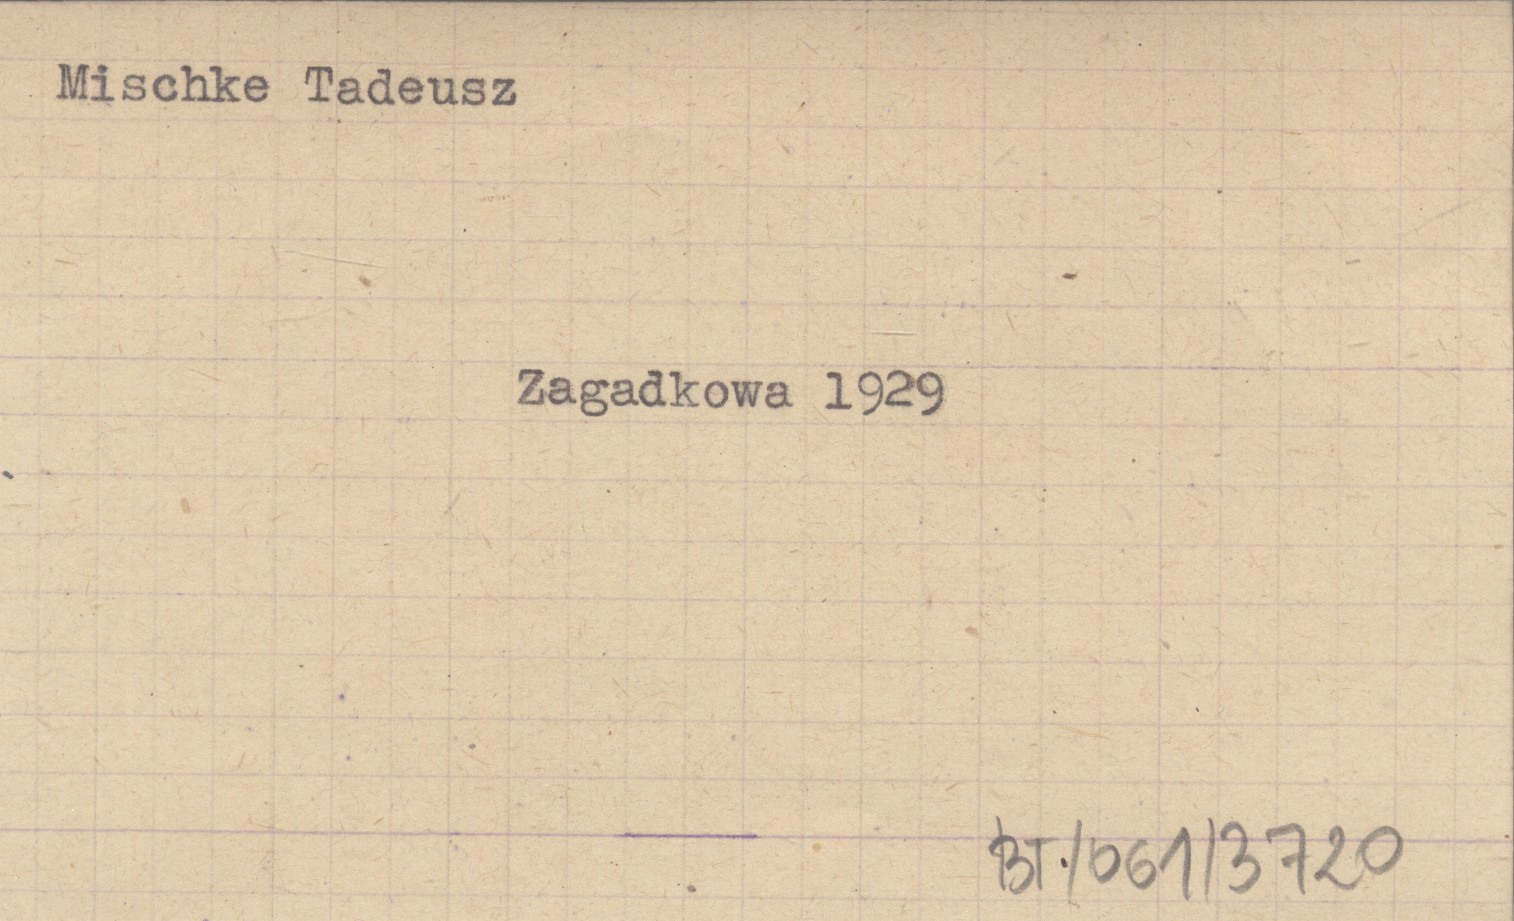 Mischke Tadeusz
Zagadkowa 1929
BT./061/3720